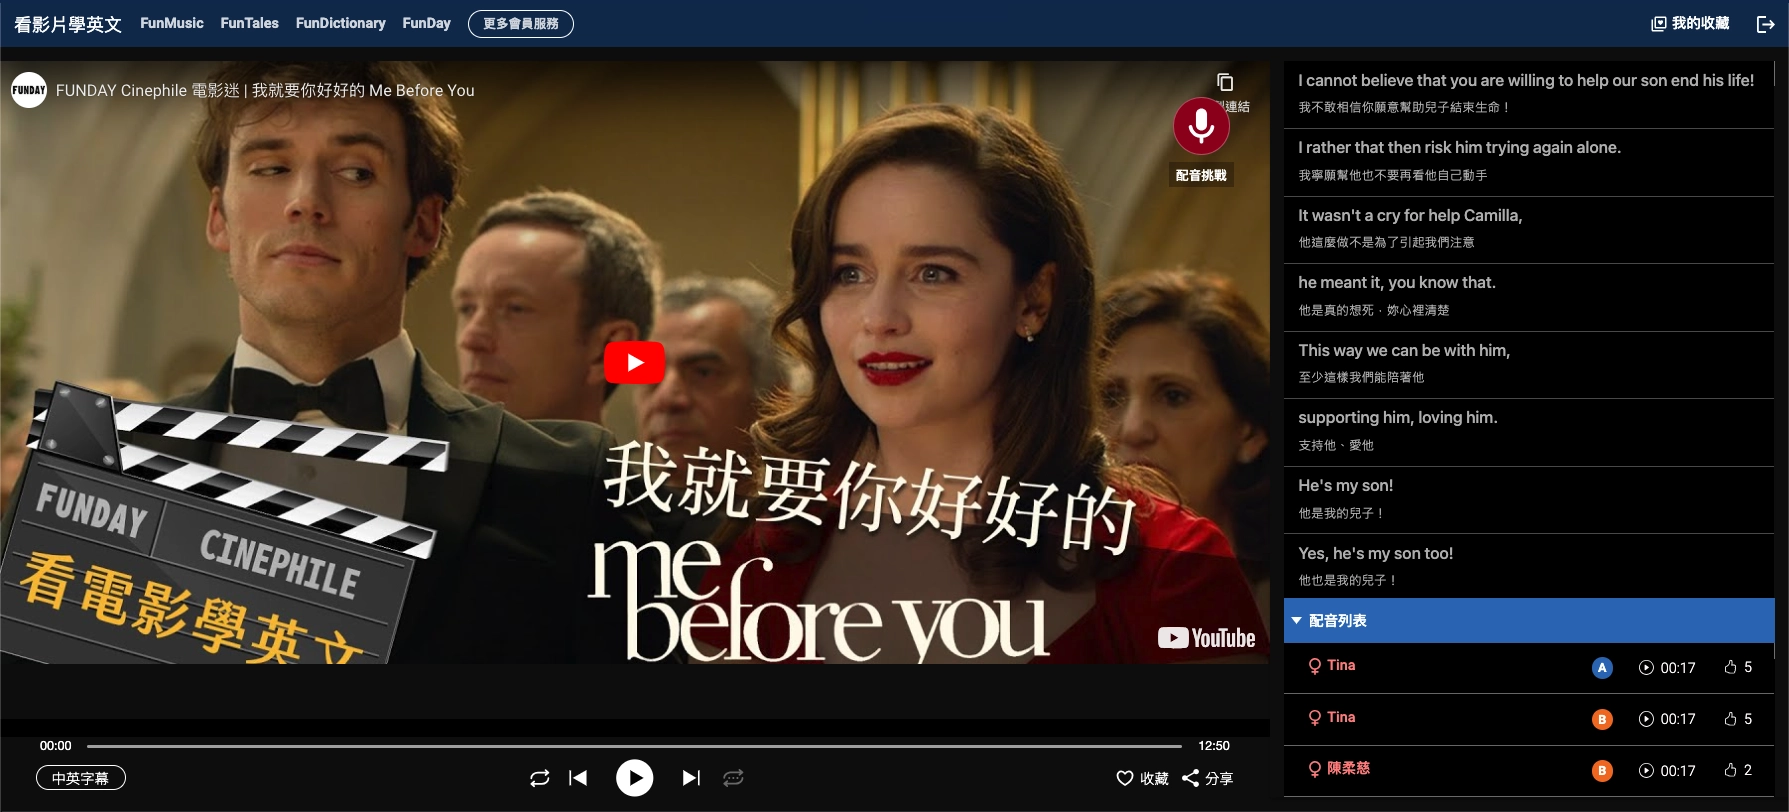 看影片學英文 FunMusic FunTales FunDictionary FunDay 更多會員服務 我的收藏
FUNDAY FUNDAY Cinephile 電影迷 | 我就要你好好的 Me Before You
連結
配音挑戰
FUNDAY CINEPHILE
看電影學英文
我就要你好好的
me
before you
YouTube
00:00 12:50
中英字幕 收藏 分享
I cannot believe that you are willing to help our son end his life!
我不敢相信你願意幫助兒子結束生命！
I rather that then risk him trying again alone.
我寧願幫他也不要再看他自己動手
It wasn't a cry for help Camilla,
他這麼做不是為了引起我們注意
he meant it, you know that.
他是真的想死，妳心裡清楚
This way we can be with him,
至少這樣我們能陪著他
supporting him, loving him.
支持他、愛他
He's my son!
他是我的兒子！
Yes, he's my son too!
他也是我的兒子！
配音列表
Tina A 00:17 5
Tina B 00:17 5
陳柔慈 B 00:17 2